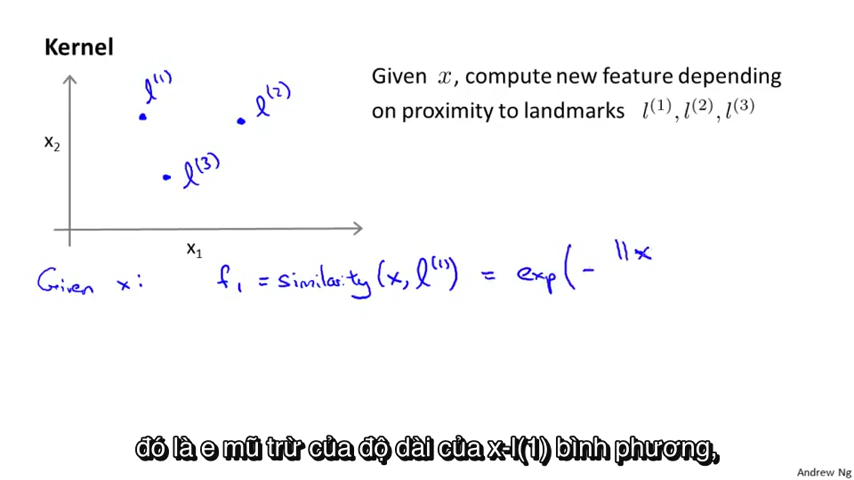 Kernel
Given x, compute new feature depending
on proximity to landmarks l^{(1)}, l^{(2)}, l^{(3)}
l^{(1)}
l^{(2)}
x₂
l^{(3)}
x₁
Given x: f₁ = similarity(x, l^{(1)}) = exp(- ||x
đó là e mũ trừ của độ dài của x-l(1) bình phương,
Andrew Ng